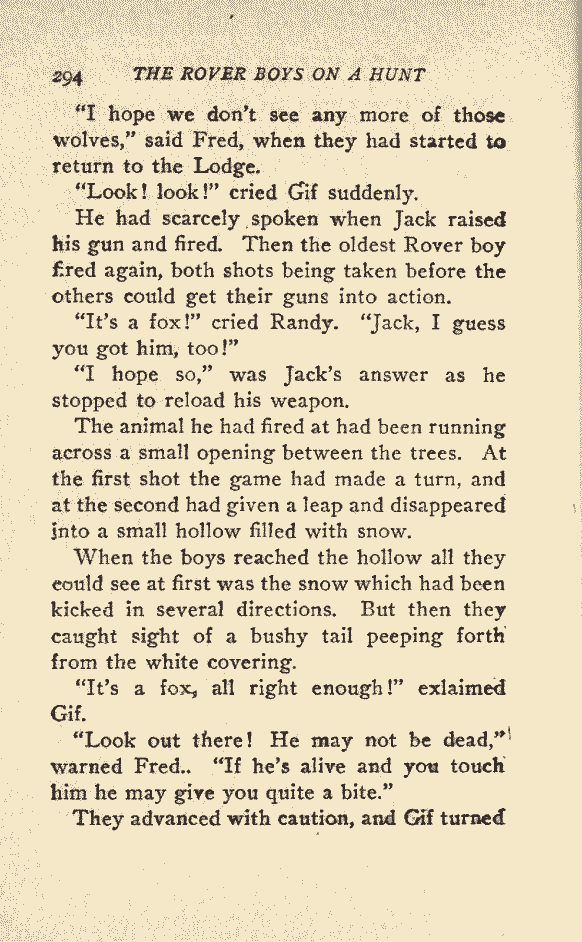 294 THE ROVER BOYS ON A HUNT
"I hope we don't see any more of those
wolves," said Fred, when they had started to
return to the Lodge.
"Look! look!" cried Gif suddenly.
He had scarcely spoken when Jack raised
his gun and fired. Then the oldest Rover boy
fired again, both shots being taken before the
others could get their guns into action.
"It's a fox!" cried Randy. "Jack, I guess
you got him, too!"
"I hope so," was Jack's answer as he
stopped to reload his weapon.
The animal he had fired at had been running
across a small opening between the trees. At
the first shot the game had made a turn, and
at the second had given a leap and disappeared
into a small hollow filled with snow.
When the boys reached the hollow all they
could see at first was the snow which had been
kicked in several directions. But then they
caught sight of a bushy tail peeping forth
from the white covering.
"It's a fox, all right enough!" exlaimed
Gif.
"Look out there! He may not be dead,"
warned Fred.. "If he's alive and you touch
him he may give you quite a bite."
They advanced with caution, and Gif turned